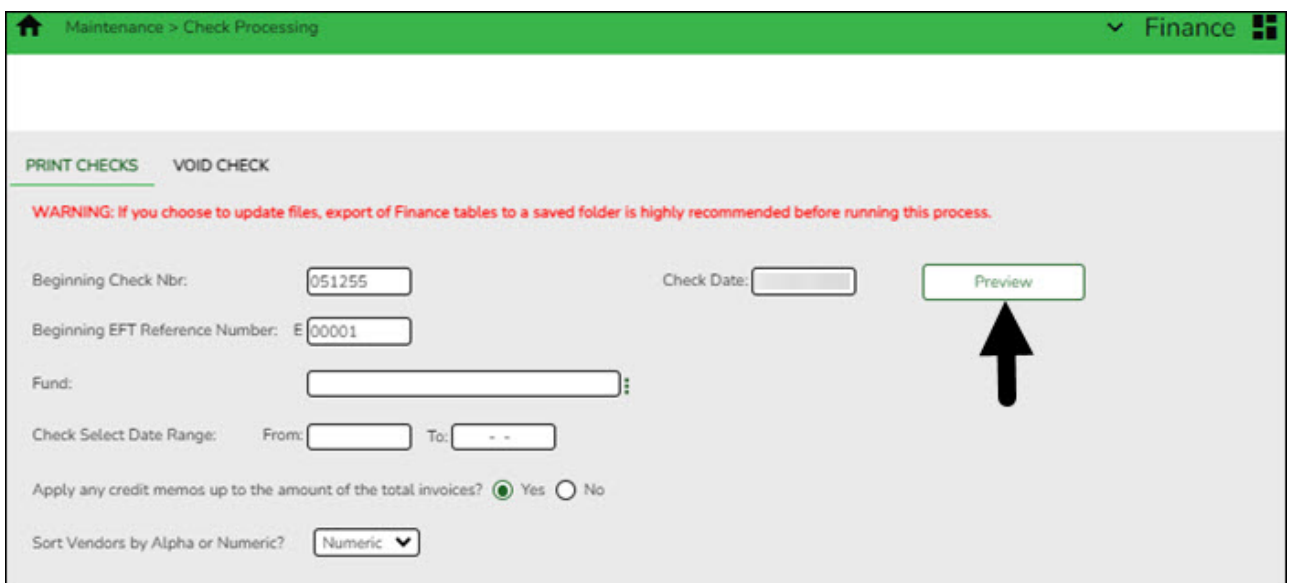 Maintenance > Check Processing Finance
PRINT CHECKS VOID CHECK
WARNING: If you choose to update files, export of Finance tables to a saved folder is highly recommended before running this process.
Beginning Check Nbr: 051255 Check Date: Preview
Beginning EFT Reference Number: E 00001
Fund:
Check Select Date Range: From: To: - -
Apply any credit memos up to the amount of the total invoices? Yes No
Sort Vendors by Alpha or Numeric? Numeric